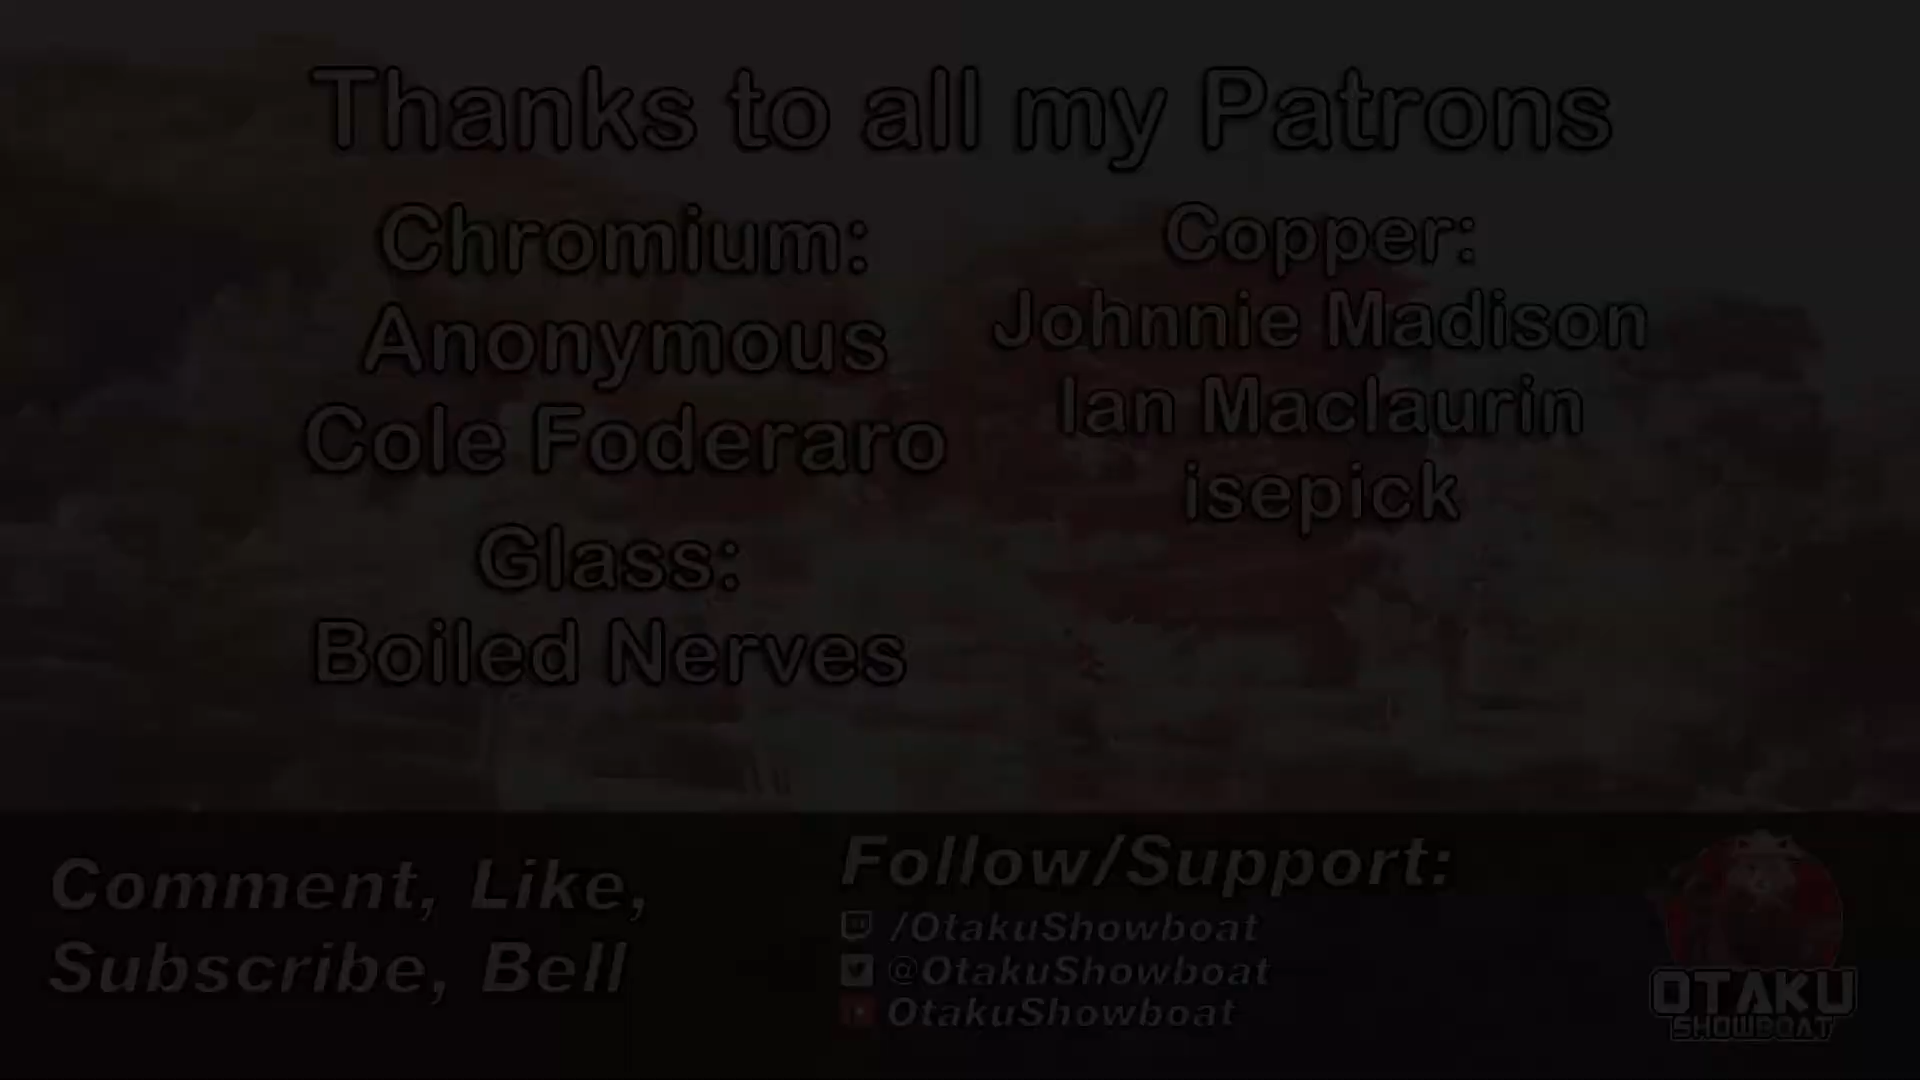 Thanks to all my Patrons
Chromium:
Anonymous
Cole Foderaro
Glass:
Boiled Nerves
Copper:
Johnnie Madison
Ian Maclaurin
isepick
Comment, Like,
Subscribe, Bell
Follow/Support:
/OtakuShowboat
@OtakuShowboat
OtakuShowboat
OTAKU
SHOWBOAT